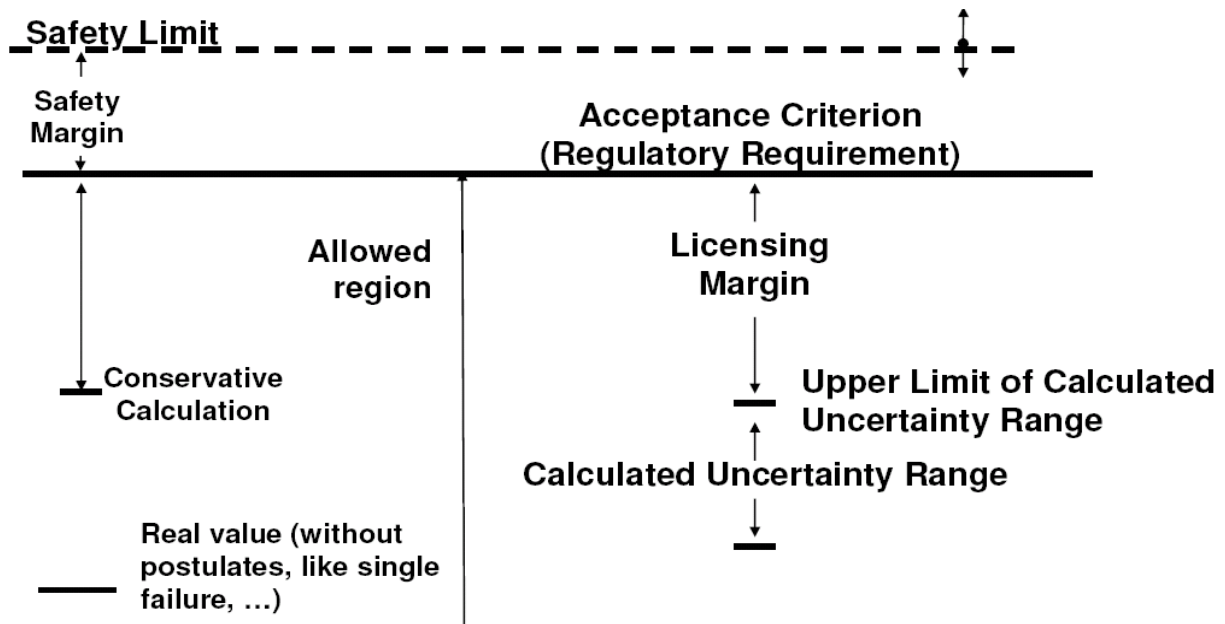 Safety Limit
Safety
Margin
Acceptance Criterion
(Regulatory Requirement)
Allowed
region
Licensing
Margin
Conservative
Calculation
Upper Limit of Calculated
Uncertainty Range
Calculated Uncertainty Range
Real value (without
postulates, like single
failure, …)